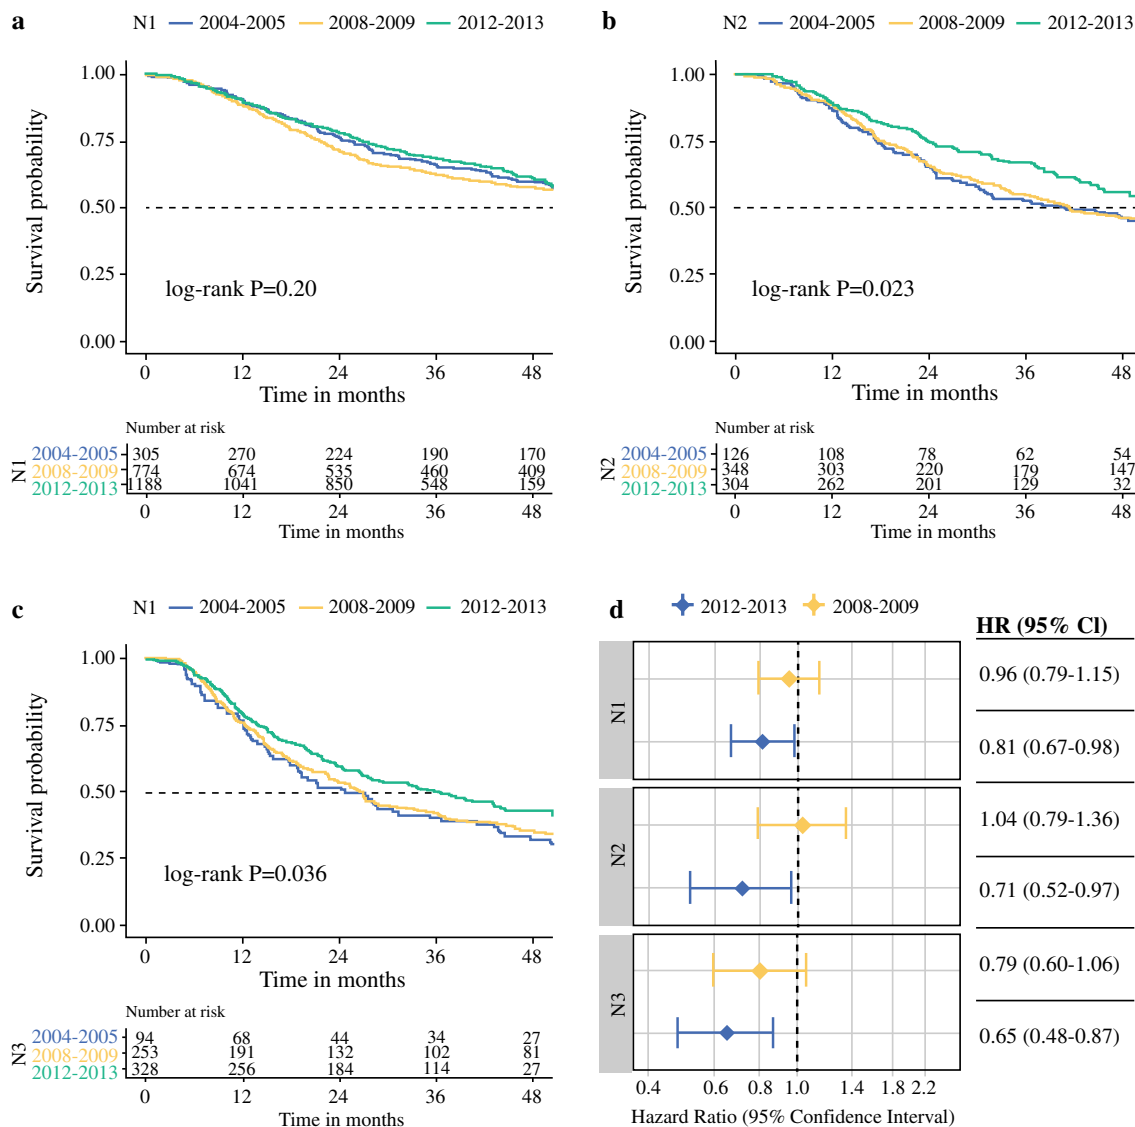 a
N1 2004-2005 2008-2009 2012-2013
1.00
0.75
0.50
0.25
0.00
Survival probability
log-rank P=0.20
0 12 24 36 48
Time in months
Number at risk
N1
2004-2005 305 270 224 190 170
2008-2009 774 674 535 460 409
2012-2013 1188 1041 850 548 159
0 12 24 36 48
Time in months
b
N2 2004-2005 2008-2009 2012-2013
1.00
0.75
0.50
0.25
0.00
Survival probability
log-rank P=0.023
0 12 24 36 48
Time in months
Number at risk
N2
2004-2005 126 108 78 62 54
2008-2009 348 303 220 179 147
2012-2013 304 262 201 129 32
0 12 24 36 48
Time in months
c
N1 2004-2005 2008-2009 2012-2013
1.00
0.75
0.50
0.25
0.00
Survival probability
log-rank P=0.036
0 12 24 36 48
Time in months
Number at risk
N3
2004-2005 94 68 44 34 27
2008-2009 253 191 132 102 81
2012-2013 328 256 184 114 27
0 12 24 36 48
Time in months
d
2012-2013 2008-2009
HR (95% Cl)
N1
0.96 (0.79-1.15)
0.81 (0.67-0.98)
N2
1.04 (0.79-1.36)
0.71 (0.52-0.97)
N3
0.79 (0.60-1.06)
0.65 (0.48-0.87)
0.4 0.6 0.8 1.0 1.4 1.8 2.2
Hazard Ratio (95% Confidence Interval)